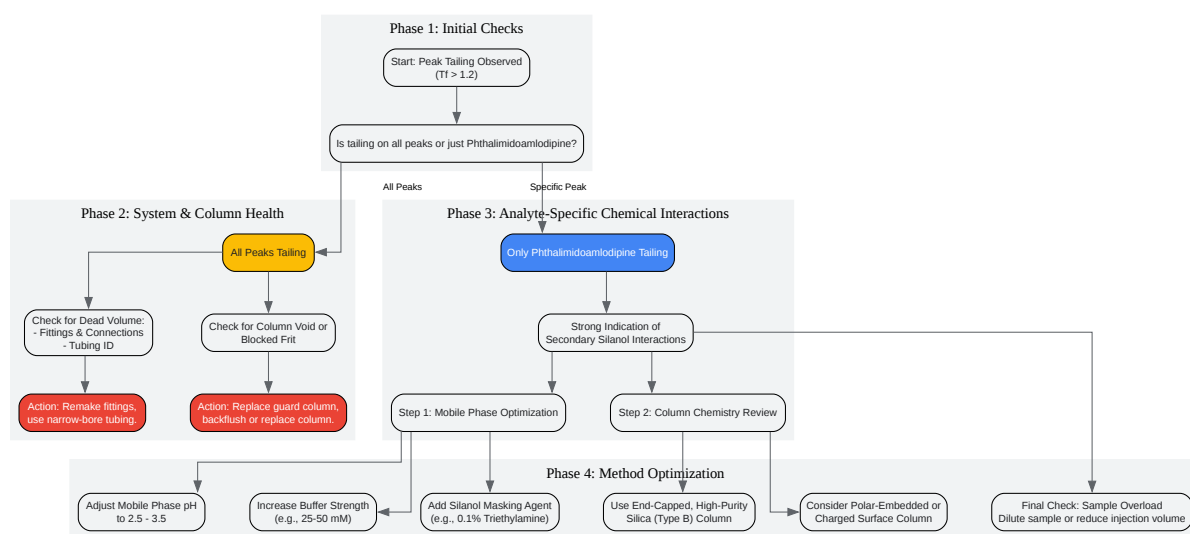 Phase 1: Initial Checks
Start: Peak Tailing Observed
(Tf > 1.2)
Is tailing on all peaks or just Phthalimidoamlodipine?
All Peaks
Specific Peak
Phase 2: System & Column Health
All Peaks Tailing
Check for Dead Volume:
- Fittings & Connections
- Tubing ID
Check for Column Void or
Blocked Frit
Action: Remake fittings,
use narrow-bore tubing.
Action: Replace guard column,
backflush or replace column.
Phase 3: Analyte-Specific Chemical Interactions
Only Phthalimidoamlodipine Tailing
Strong Indication of
Secondary Silanol Interactions
Step 1: Mobile Phase Optimization
Step 2: Column Chemistry Review
Phase 4: Method Optimization
Adjust Mobile Phase pH
to 2.5 - 3.5
Increase Buffer Strength
(e.g., 25-50 mM)
Add Silanol Masking Agent
(e.g., 0.1% Triethylamine)
Use End-Capped, High-Purity
Silica (Type B) Column
Consider Polar-Embedded or
Charged Surface Column
Final Check: Sample Overload
Dilute sample or reduce injection volume